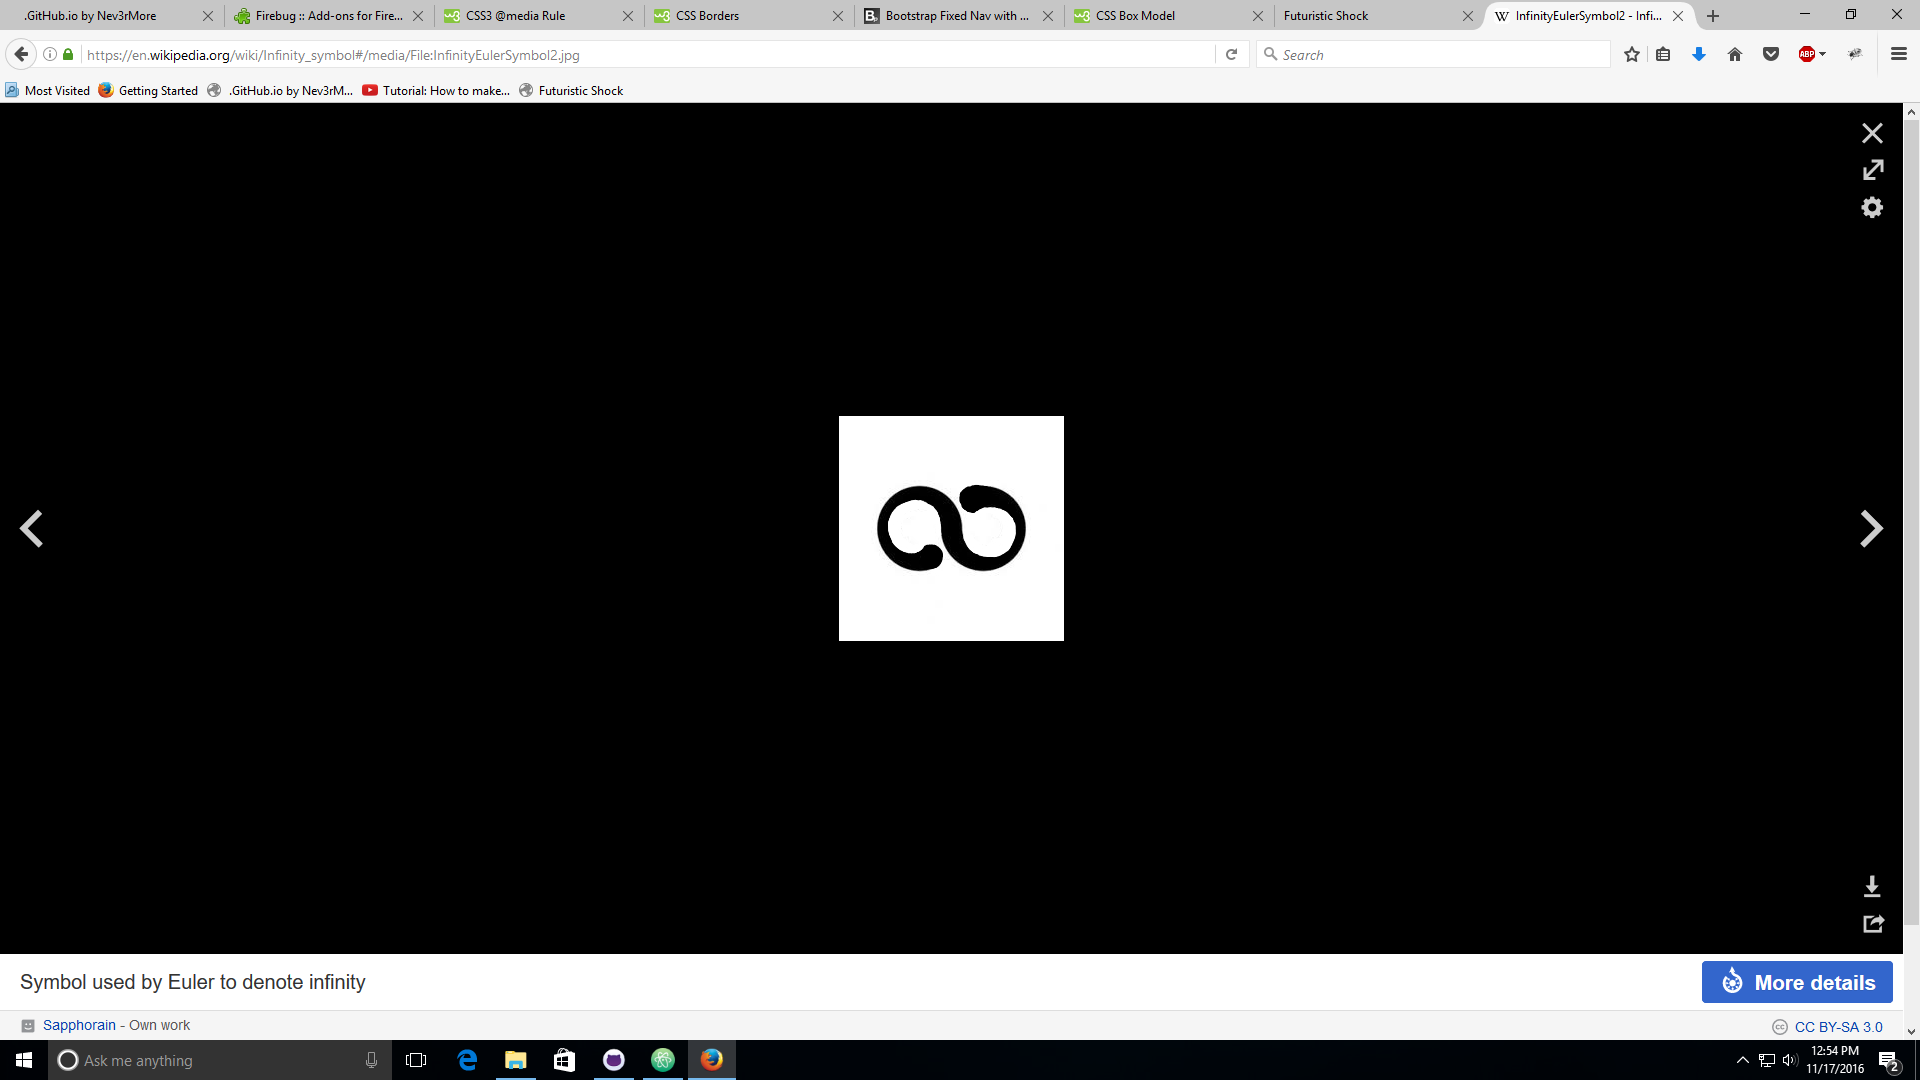 .GitHub.io by Nev3rMore
Firebug :: Add-ons for Fire...
CSS3 @media Rule
CSS Borders
Bootstrap Fixed Nav with ...
CSS Box Model
Futuristic Shock
InfinityEulerSymbol2 - Infi...
https://en.wikipedia.org/wiki/Infinity_symbol#/media/File:InfinityEulerSymbol2.jpg
Search
ABP
Most Visited
Getting Started
.GitHub.io by Nev3rM...
Tutorial: How to make...
Futuristic Shock
Symbol used by Euler to denote infinity
More details
Sapphorain - Own work
cc CC BY-SA 3.0
Ask me anything
12:54 PM
11/17/2016
2